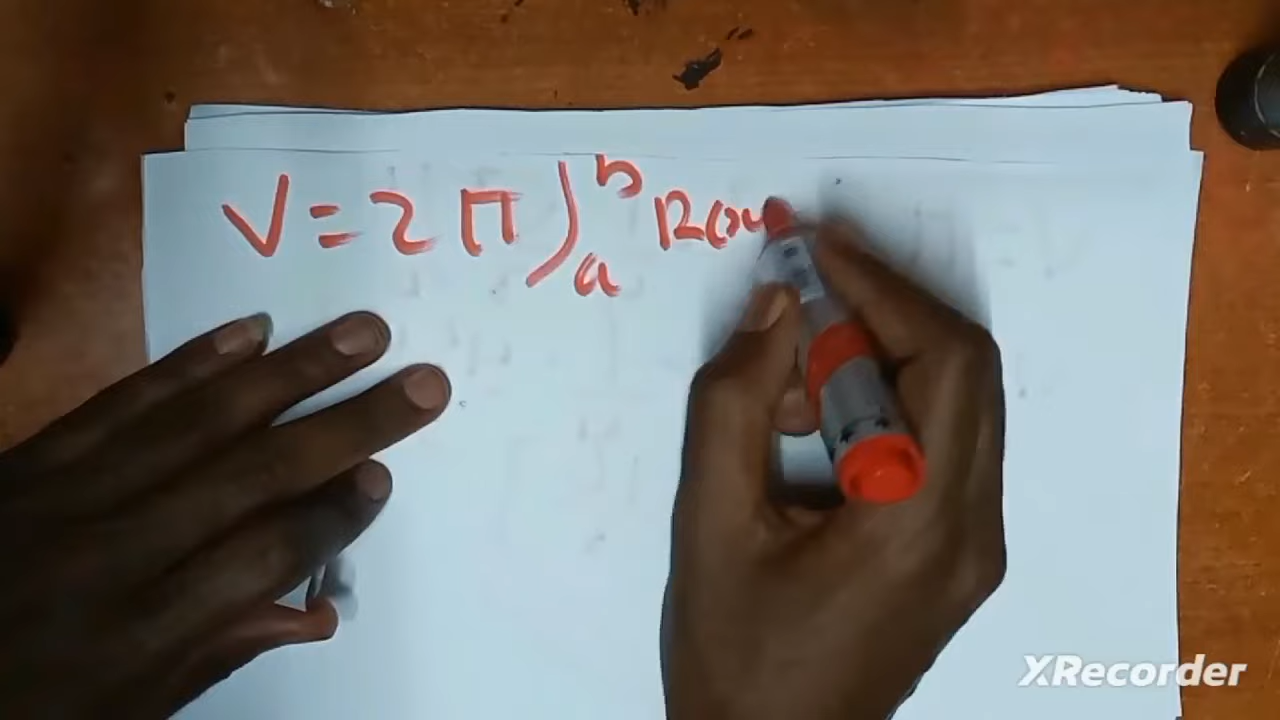 V = 2π∫ₐᵇ R(x
XRecorder